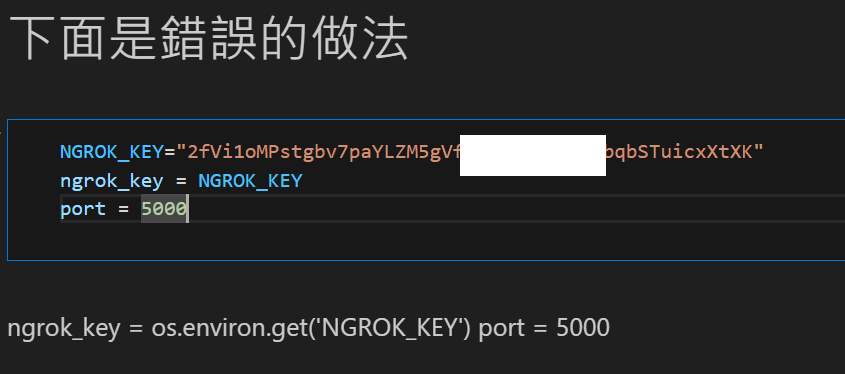 下面是錯誤的做法
NGROK_KEY="2fVi1oMPstgbv7paYLZM5gVf bqbSTuicxXtXK"
ngrok_key = NGROK_KEY
port = 5000
ngrok_key = os.environ.get('NGROK_KEY') port = 5000